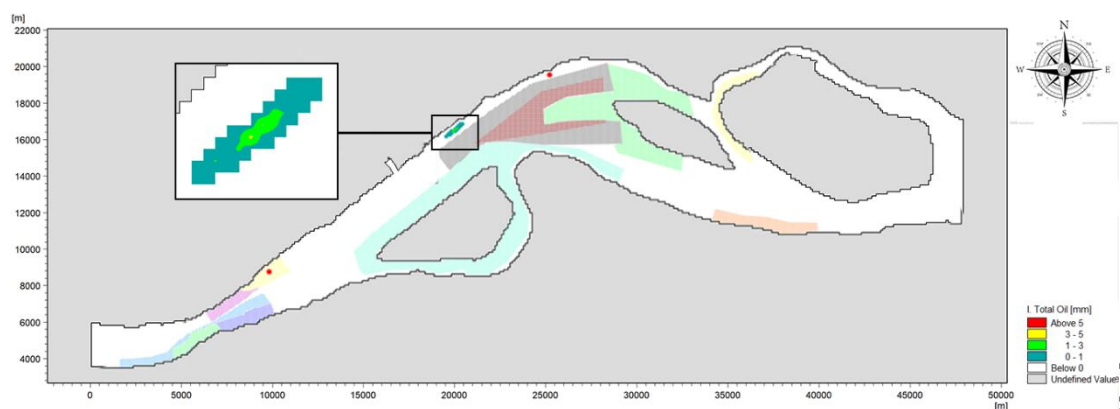 [m]
22000
20000
18000
16000
14000
12000
10000
8000
6000
4000
0 5000 10000 15000 20000 25000 30000 35000 40000 45000 50000
[m]
N
W E
S
I. Total Oil [mm]
Above 5
3 - 5
1 - 3
0 - 1
Below 0
Undefined Value